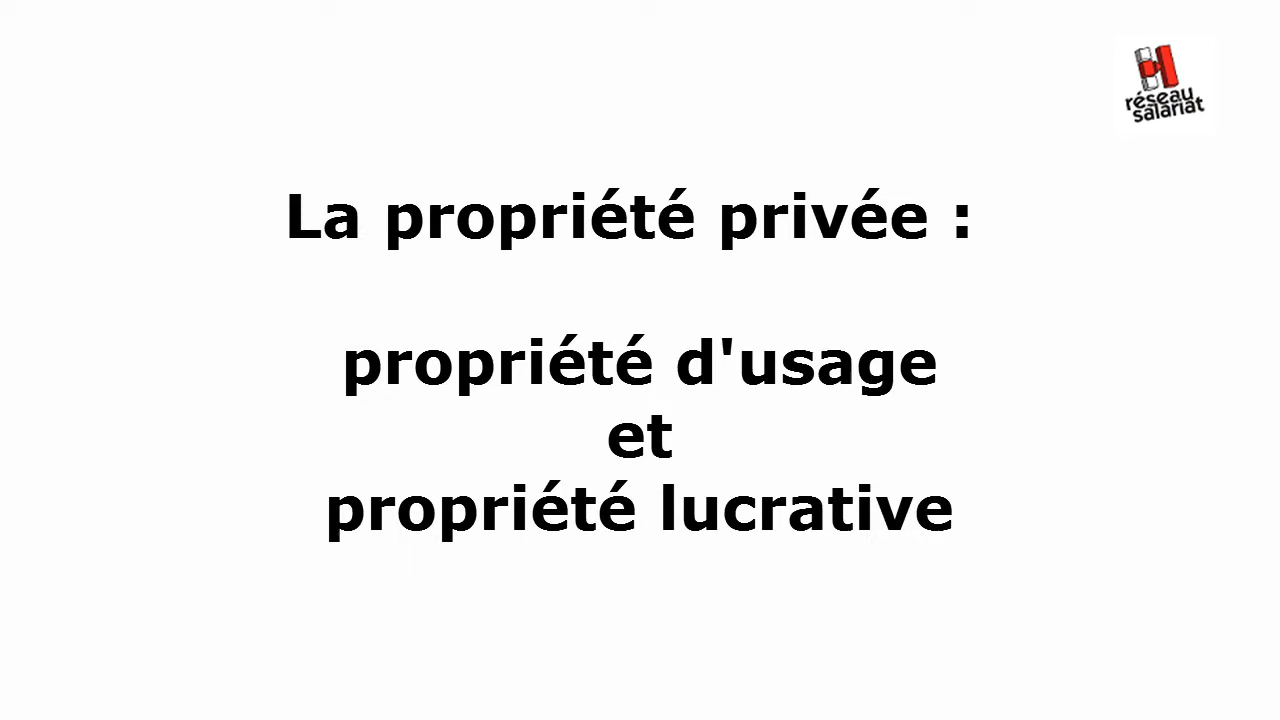 réseau
salariat
La propriété privée :
propriété d'usage
et
propriété lucrative